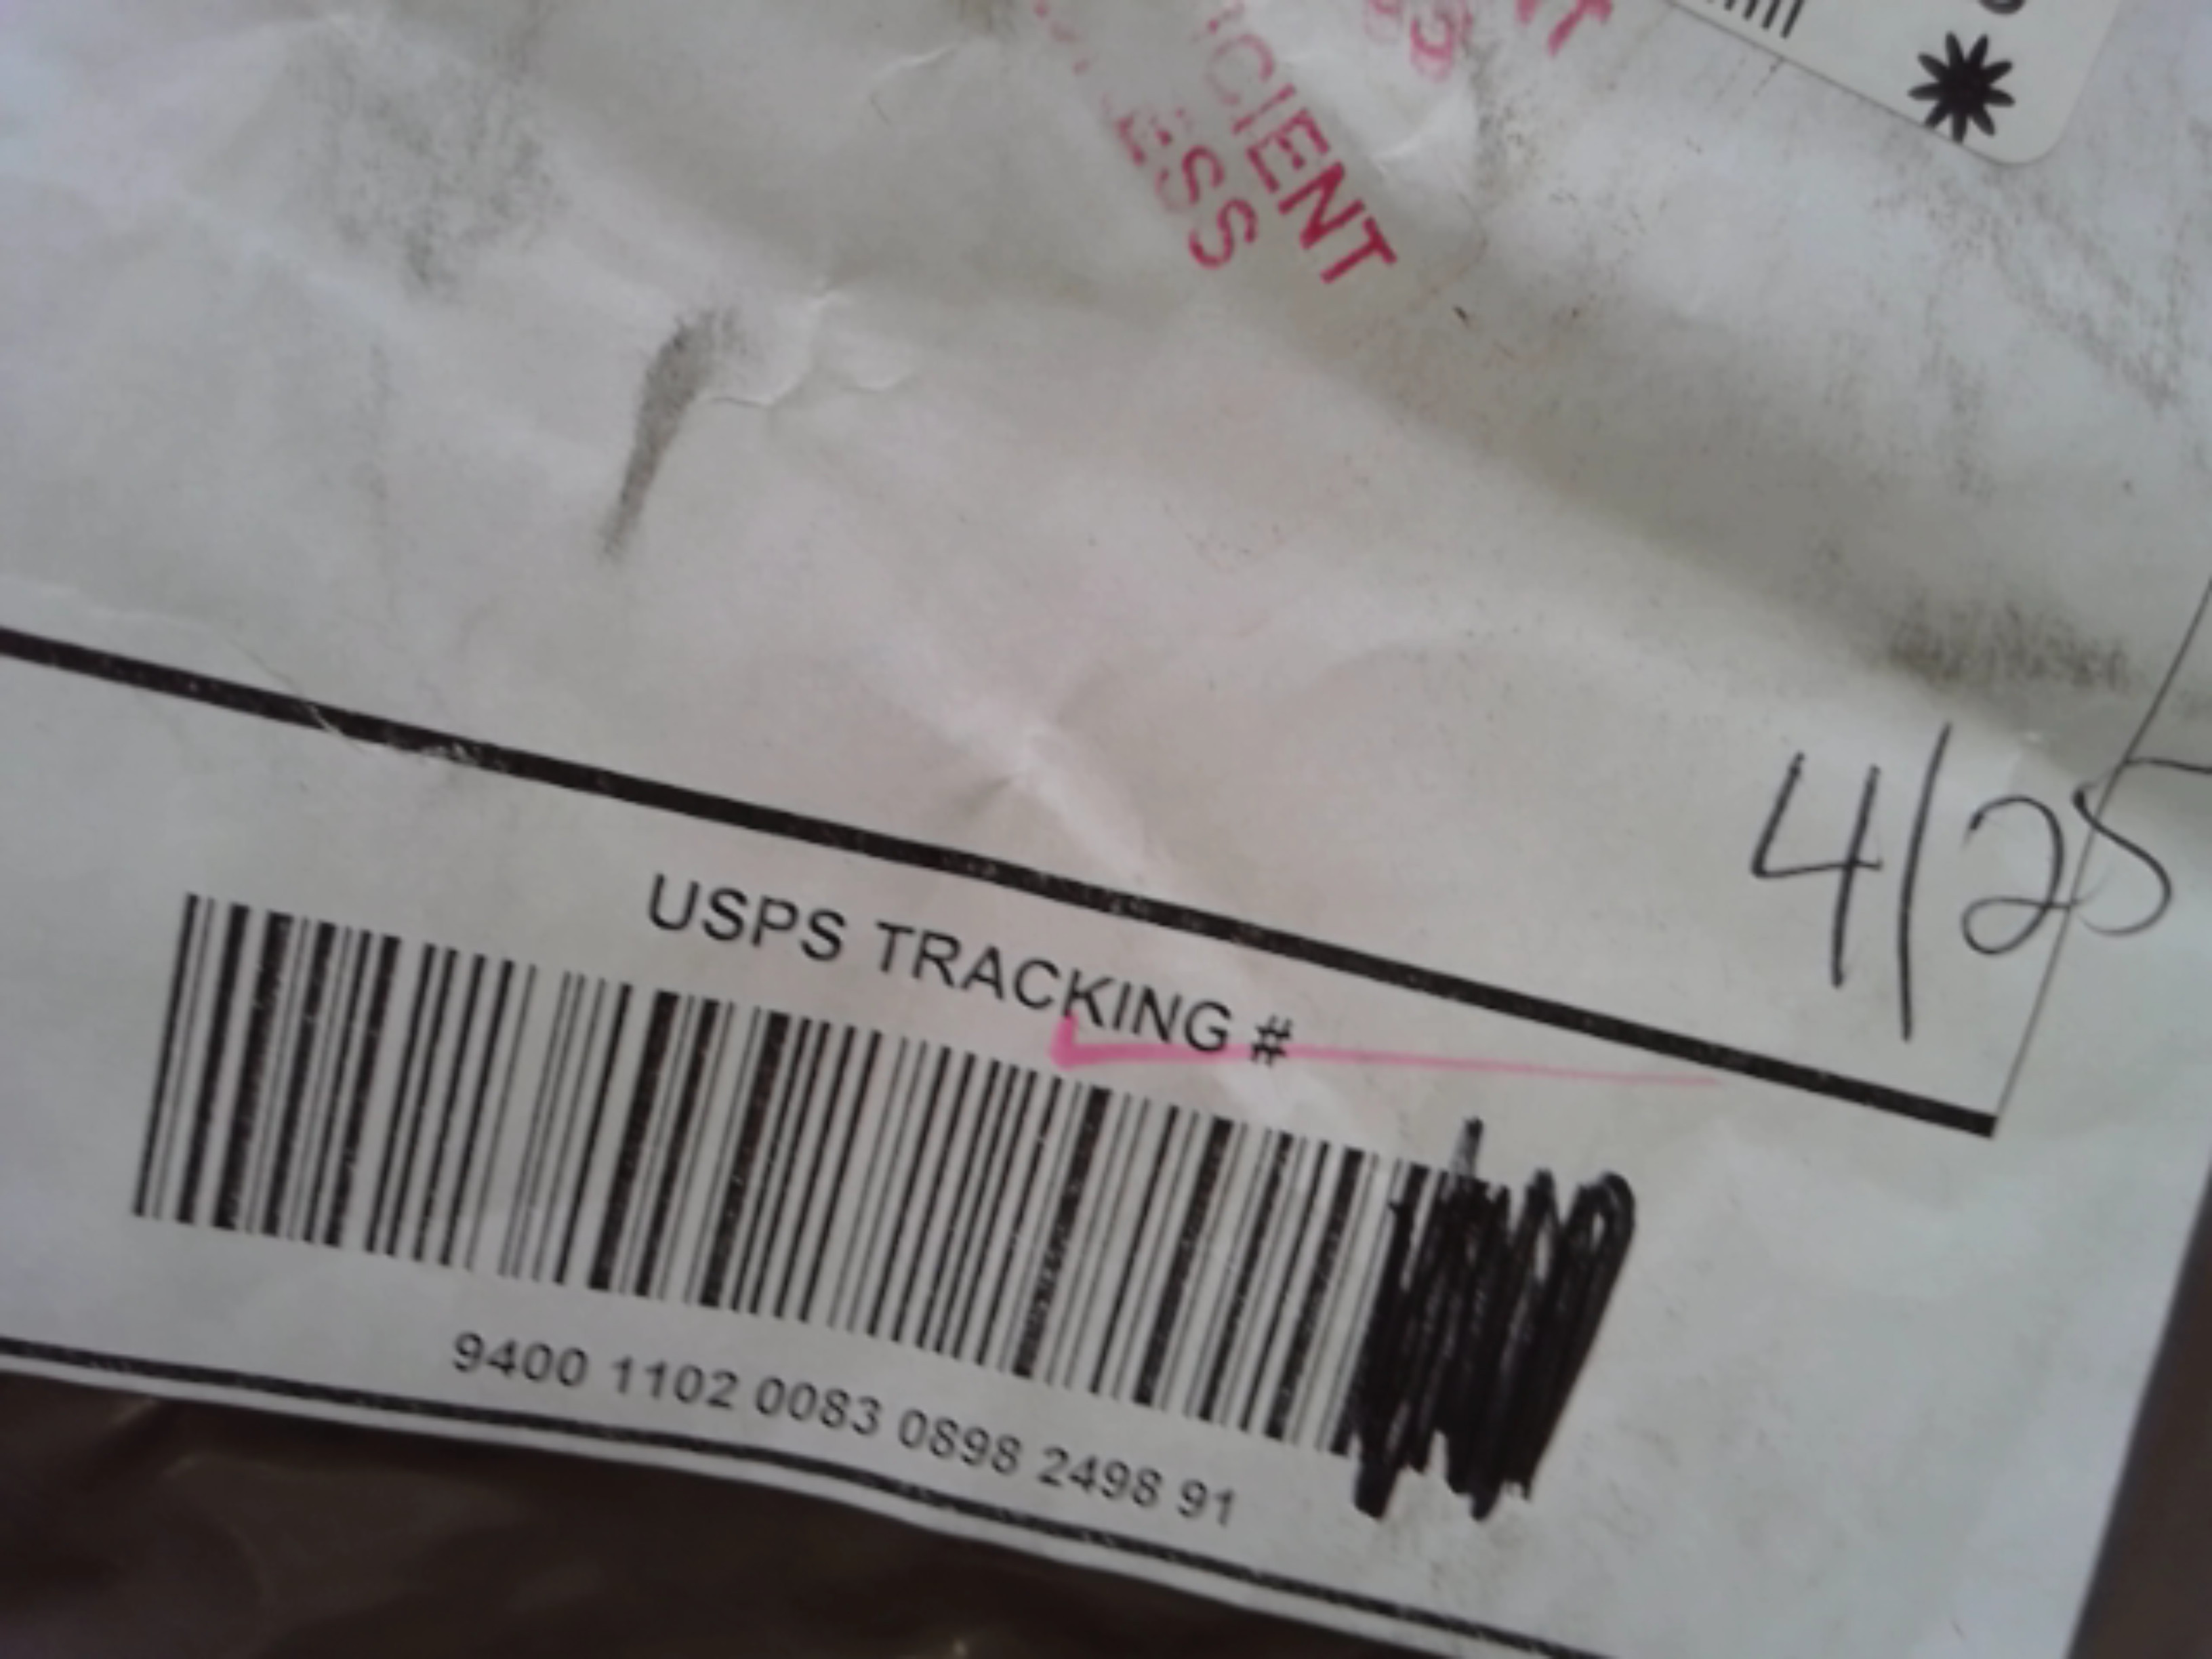 CIENT
ESS
4/25
USPS TRACKING #
9400 1102 0083 0898 2498 91